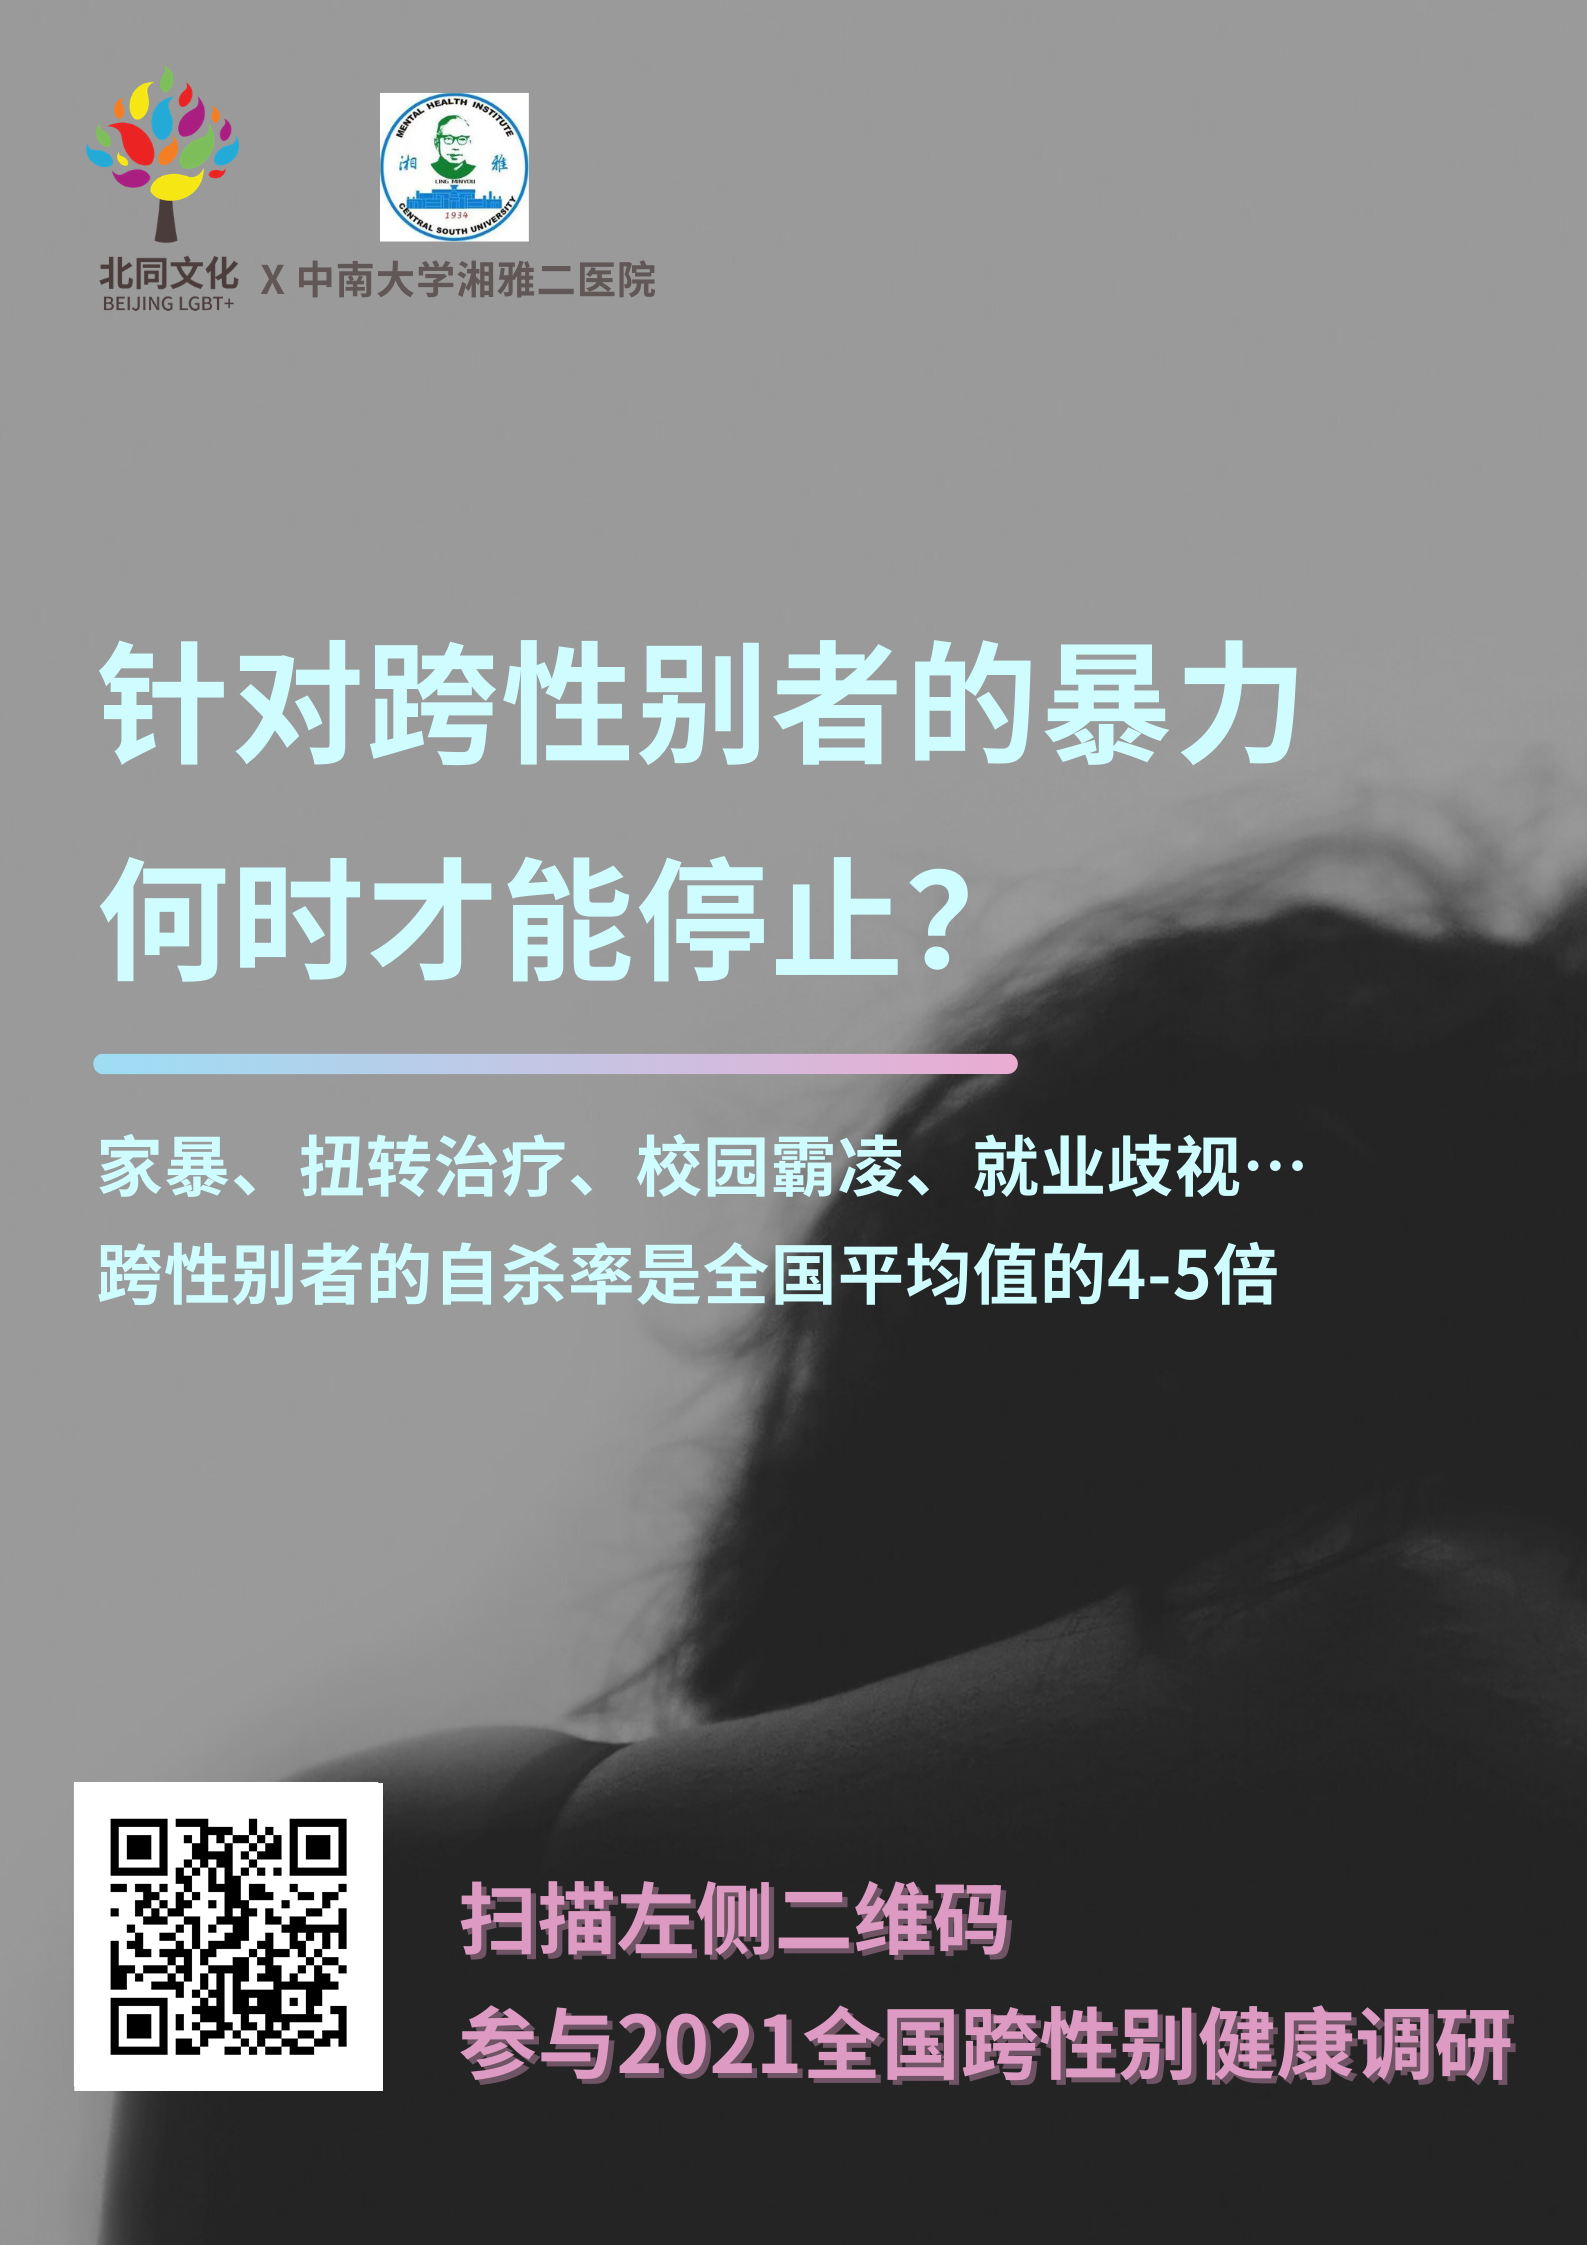 MENTAL HEALTH INSTITUTE
湘 雅
LING MINYOU
1934
CENTRAL SOUTH UNIVERSITY
北同文化 X 中南大学湘雅二医院
BEIJING LGBT+
针对跨性别者的暴力
何时才能停止？
家暴、扭转治疗、校园霸凌、就业歧视…
跨性别者的自杀率是全国平均值的4-5倍
扫描左侧二维码
参与2021全国跨性别健康调研